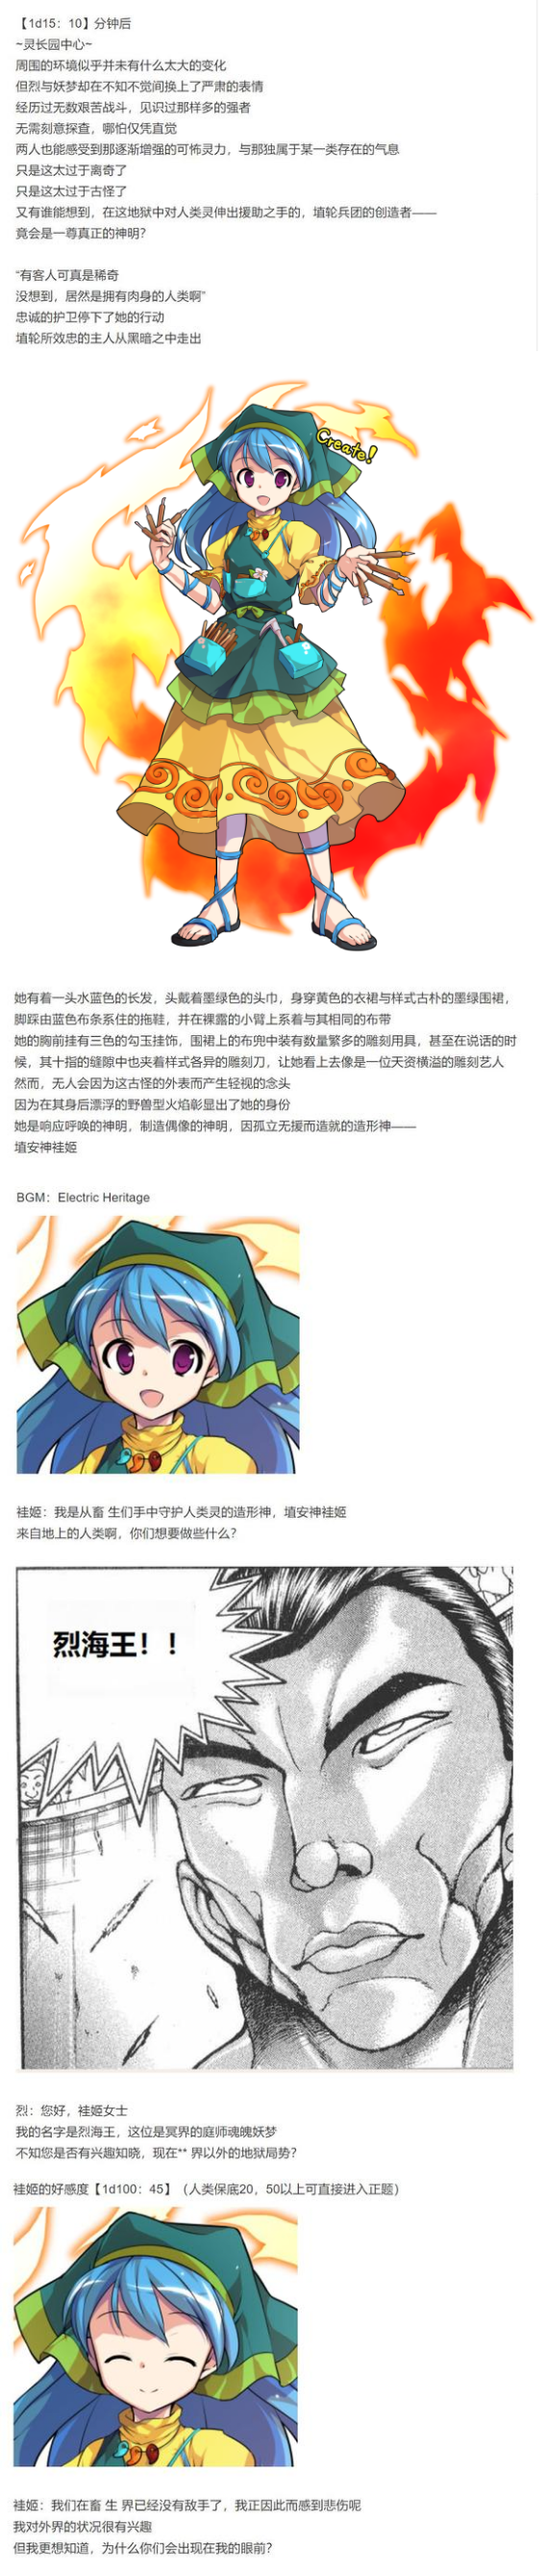 【1d15：10】分钟后
~灵长园中心~
周围的环境似乎并未有什么太大的变化
但烈与妖梦却在不知不觉间换上了严肃的表情
经历过无数艰苦战斗，见识过那样多的强者
无需刻意探查，哪怕仅凭直觉
两人也能感受到那逐渐增强的可怖灵力，与那独属于某一类存在的气息
只是这太过于离奇了
只是这太过于古怪了
又有谁能想到，在这地狱中对人类灵伸出援助之手的，埴轮兵团的创造者——
竟会是一尊真正的神明？
“有客人可真是稀奇
没想到，居然是拥有肉身的人类啊”
忠诚的护卫停下了她的行动
埴轮所效忠的主人从黑暗之中走出
Create!
她有着一头水蓝色的长发，头戴着墨绿色的头巾，身穿黄色的衣裙与样式古朴的墨绿围裙，
脚踩由蓝色布条系住的拖鞋，并在裸露的小臂上系着与其相同的布带
她的胸前挂有三色的勾玉挂饰，围裙上的布兜中装有数量繁多的雕刻用具，甚至在说话的时
候，其十指的缝隙中也夹着样式各异的雕刻刀，让她看上去像是一位天资横溢的雕刻艺人
然而，无人会因为这古怪的外表而产生轻视的念头
因为在其身后漂浮的野兽型火焰彰显出了她的身份
她是响应呼唤的神明，制造偶像的神明，因孤立无援而造就的造形神——
埴安神袿姬
BGM：Electric Heritage
袿姬：我是从畜 生们手中守护人类灵的造形神，埴安神袿姬
来自地上的人类啊，你们想要做些什么？
烈海王！！
烈：您好，袿姬女士
我的名字是烈海王，这位是冥界的庭师魂魄妖梦
不知您是否有兴趣知晓，现在** 界以外的地狱局势？
袿姬的好感度【1d100：45】（人类保底20，50以上可直接进入正题）
袿姬：我们在畜 生 界已经没有敌手了，我正因此而感到悲伤呢
我对外界的状况很有兴趣
但我更想知道，为什么你们会出现在我的眼前？